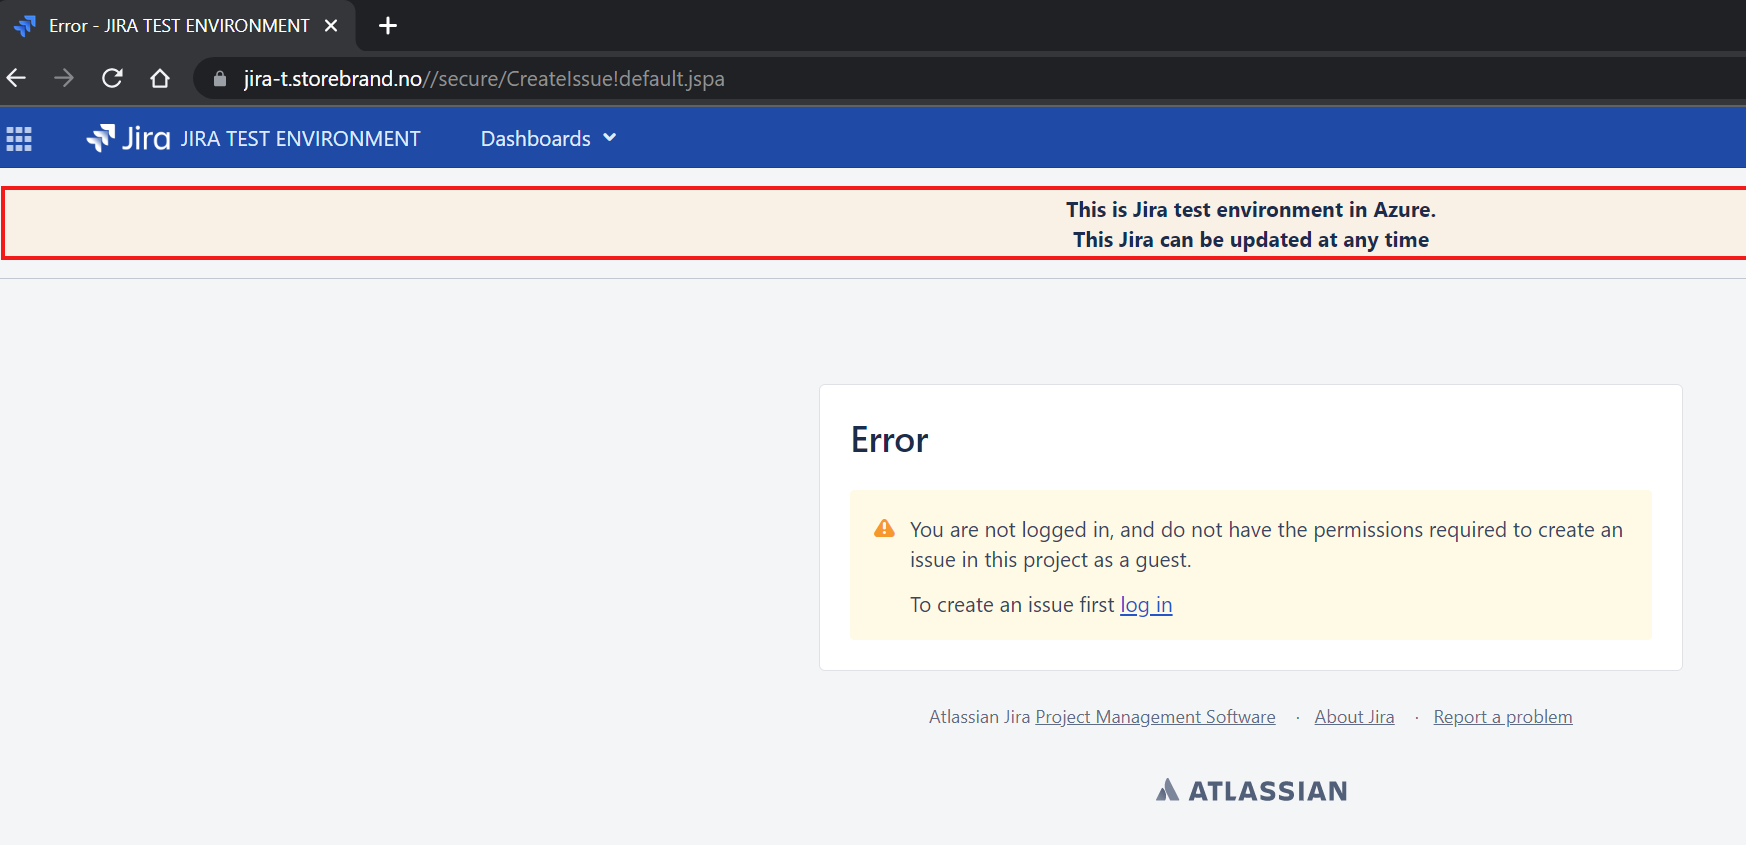 Error - JIRA TEST ENVIRONMENT
jira-t.storebrand.no//secure/CreateIssue!default.jspa
Jira JIRA TEST ENVIRONMENT Dashboards
This is Jira test environment in Azure.
This Jira can be updated at any time
Error
You are not logged in, and do not have the permissions required to create an
issue in this project as a guest.
To create an issue first log in
Atlassian Jira Project Management Software · About Jira · Report a problem
ATLASSIAN